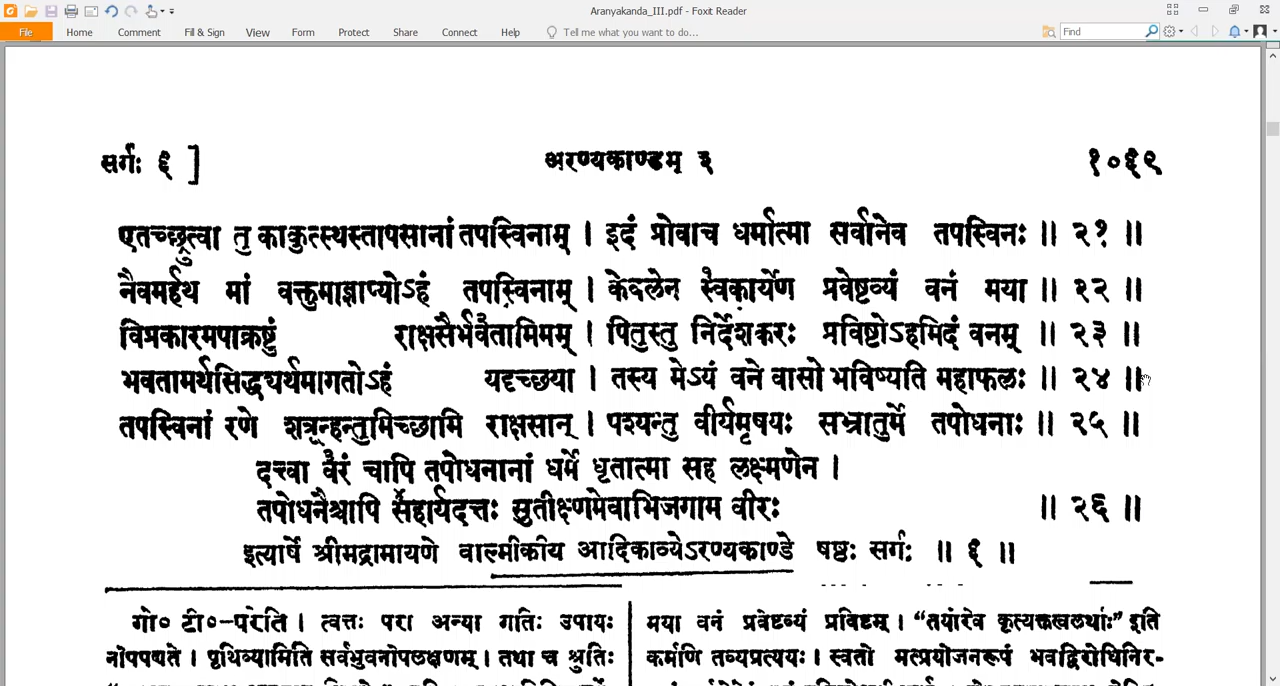 Aranyakanda_III.pdf - Foxit Reader
File Home Comment Fill & Sign View Form Protect Share Connect Help Tell me what you want to do... Find
सर्गः ६ ] अरण्यकाण्डम् ३ १०६९
एतच्छ्रुत्वा तु काकुत्स्थस्तापसानां तपस्विनाम् । इदं प्रोवाच धर्मात्मा सर्वानेव तपस्विनः ॥ २१ ॥
नैवमर्हथ मां वक्तुमाज्ञाप्योऽहं तपस्विनाम् । केवलेन स्वकार्येण प्रवेष्टव्यं वनं मया ॥ २२ ॥
विप्रकारमपाक्रष्टुं राक्षसैर्भवतामिमम् । पितुस्तु निर्देशकरः प्रविष्टोऽहमिदं वनम् ॥ २३ ॥
भवतामर्थसिद्ध्यर्थमागतोऽहं यदृच्छया । तस्य मेऽयं वने वासो भविष्यति महाफलः ॥ २४ ॥
तपस्विनां रणे शत्रून्हन्तुमिच्छामि राक्षसान् । पश्यन्तु वीर्यमृषयः सभ्रातुर्मे तपोधनाः ॥ २५ ॥
दत्त्वा वरं चापि तपोधनानां धर्मे धृतात्मा सह लक्ष्मणेन ।
तपोधनैश्चापि सहार्यदत्तः सुतीक्ष्णमेवाभिजगाम वीरः ॥ २६ ॥
इत्यार्षे श्रीमद्रामायणे वाल्मीकीय आदिकाव्येऽरण्यकाण्डे षष्ठः सर्गः ॥ ६ ॥
गो० टी०-परेति । त्वत्तः परा अन्या गतिः उपायः
नोपपद्यते । पृथिव्यामिति सर्वभुवनोपलक्षणम् । तथा च श्रुतिः
मया वनं प्रवेष्टव्यं प्रविष्टम् । "तयोरेव कृत्यक्तखलर्थाः" इति
कर्मणि तव्यप्रत्ययः । स्वतो मत्प्रयोजनरूपं भवद्विरोधिनिर-